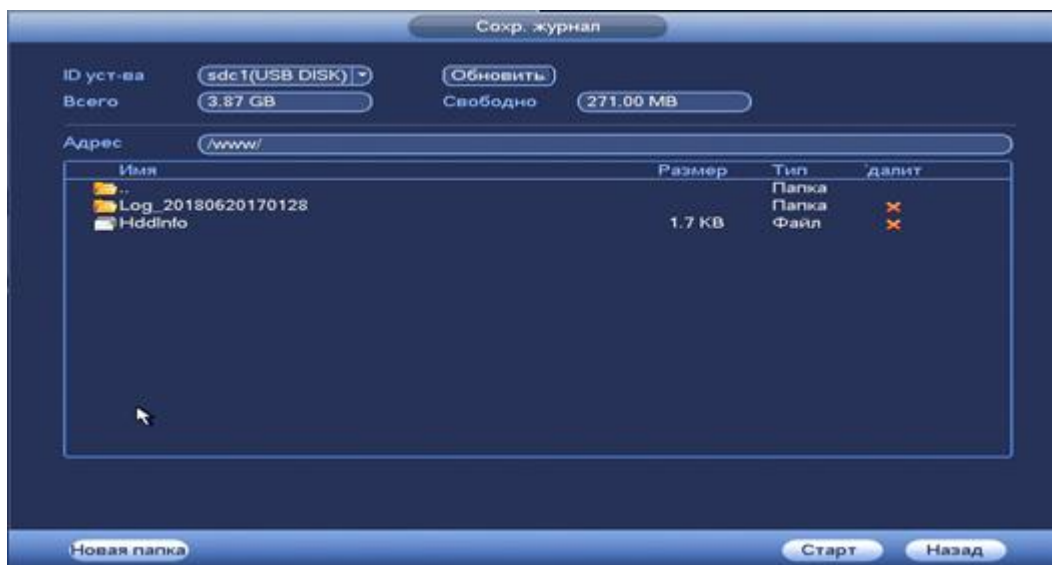 Сохр. журнал
ID уст-ва sdc1(USB DISK) Обновить
Всего 3.87 GB Свободно 271.00 MB
Адрес /www/
Имя Размер Тип далит
.. Папка
Log_20180620170128 Папка
HddInfo 1.7 KB Файл
Новая папка Старт Назад